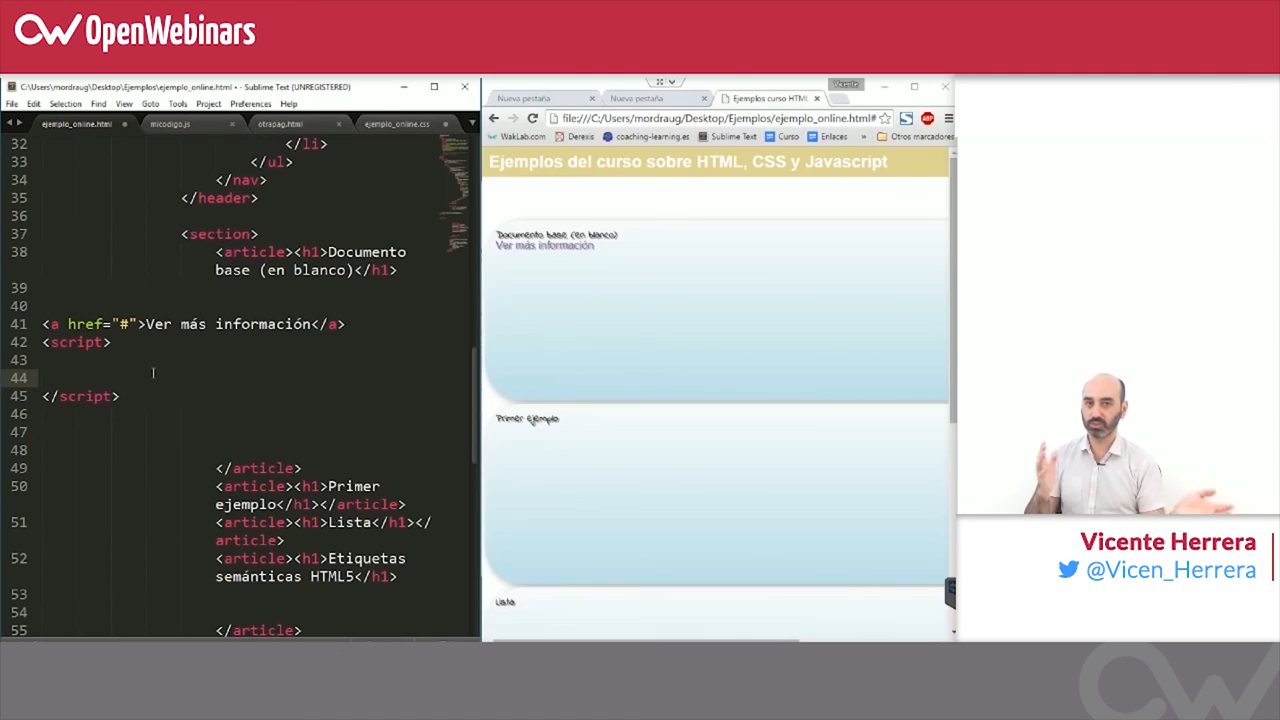 OpenWebinars
C:\Users\mordraug\Desktop\Ejemplos\ejemplo_online.html • - Sublime Text (UNREGISTERED)
File Edit Selection Find View Goto Tools Project Preferences Help
ejemplo_online.html micodigo.js otrapag.html ejemplo_online.css
32 </li>
33 </ul>
34 </nav>
35 </header>
36
37 <section>
38 <article><h1>Documento
base (en blanco)</h1>
39
40
41 <a href="#">Ver más información</a>
42 <script>
43
44
45 </script>
46
47
48
49 </article>
50 <article><h1>Primer
ejemplo</h1></article>
51 <article><h1>Lista</h1></
article>
52 <article><h1>Etiquetas
semánticas HTML5</h1>
53
54
55 </article>
Vicente
Nueva pestaña Nueva pestaña Ejemplos curso HTML
file:///C:/Users/mordraug/Desktop/Ejemplos/ejemplo_online.html#
ABP
WakLab.com Derexis coaching-learning.es Sublime Text Curso Enlaces » Otros marcadores
Ejemplos del curso sobre HTML, CSS y Javascript
Documento base (en blanco)
Ver más información
Primer ejemplo
Lista
Vicente Herrera
@Vicen_Herrera